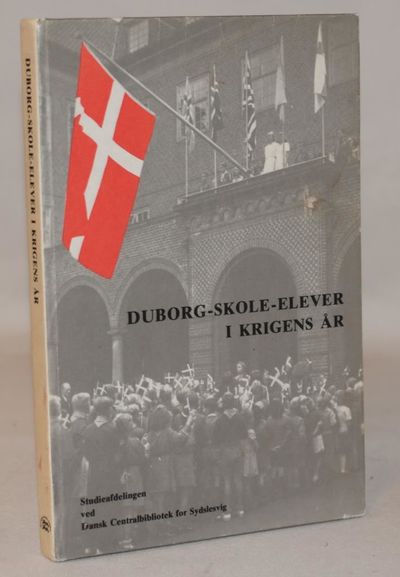 DUBORG-SKOLE-ELEVER I KRIGENS ÅR
DUBORG-SKOLE-ELEVER
I KRIGENS ÅR
Studieafdelingen
ved
Dansk Centralbibliotek for Sydslesvig